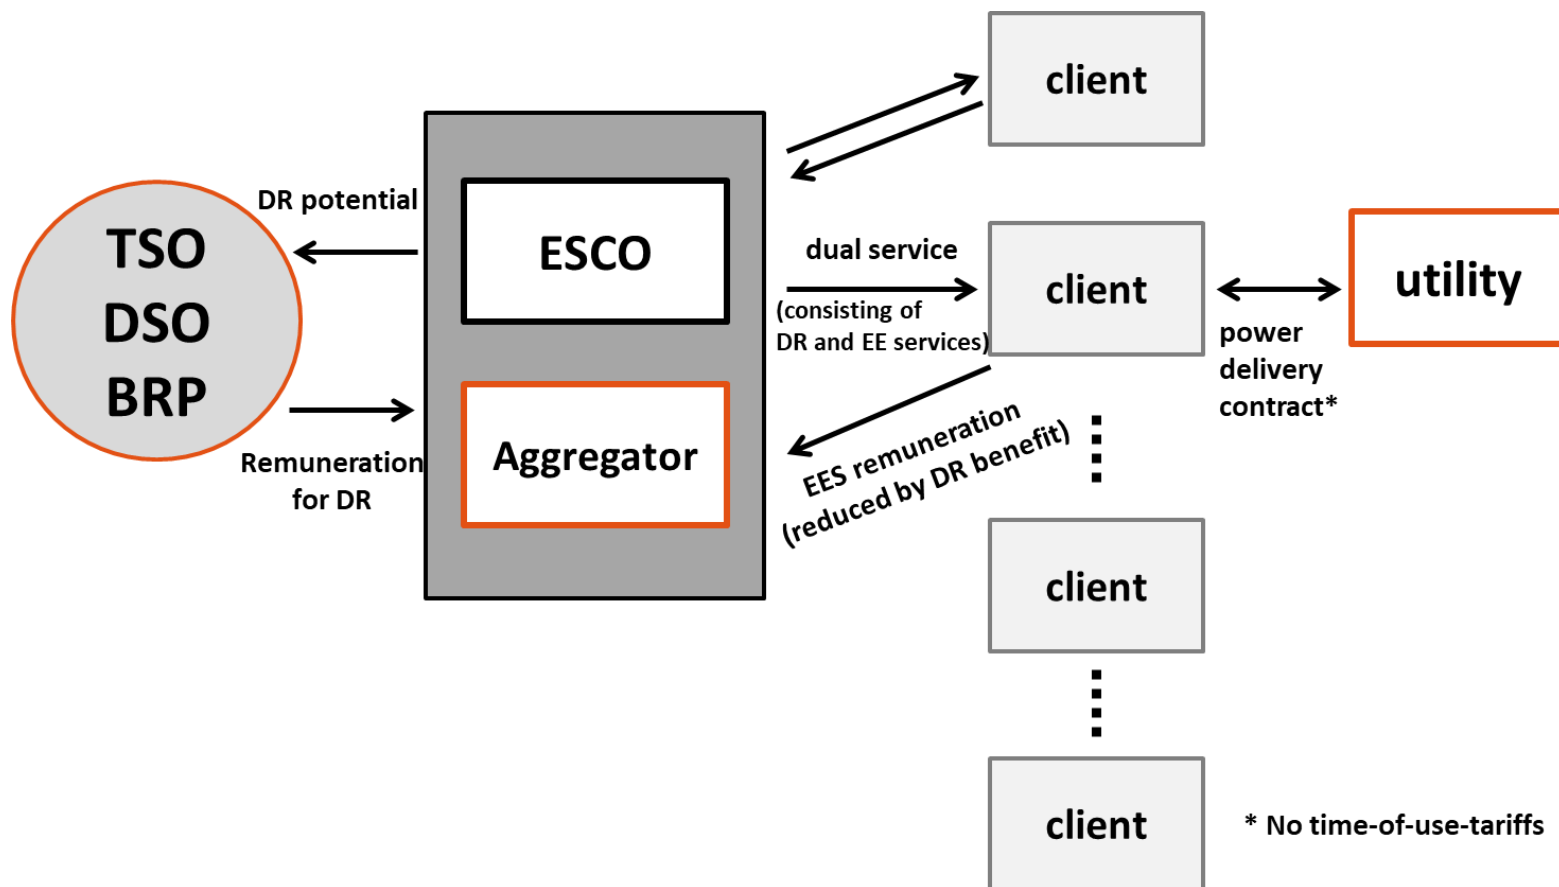 client
DR potential
TSO
DSO
BRP
ESCO
dual service
(consisting of
DR and EE services)
client
utility
power
delivery
contract*
Remuneration
for DR
Aggregator
EES remuneration
(reduced by DR benefit)
client
client
* No time-of-use-tariffs